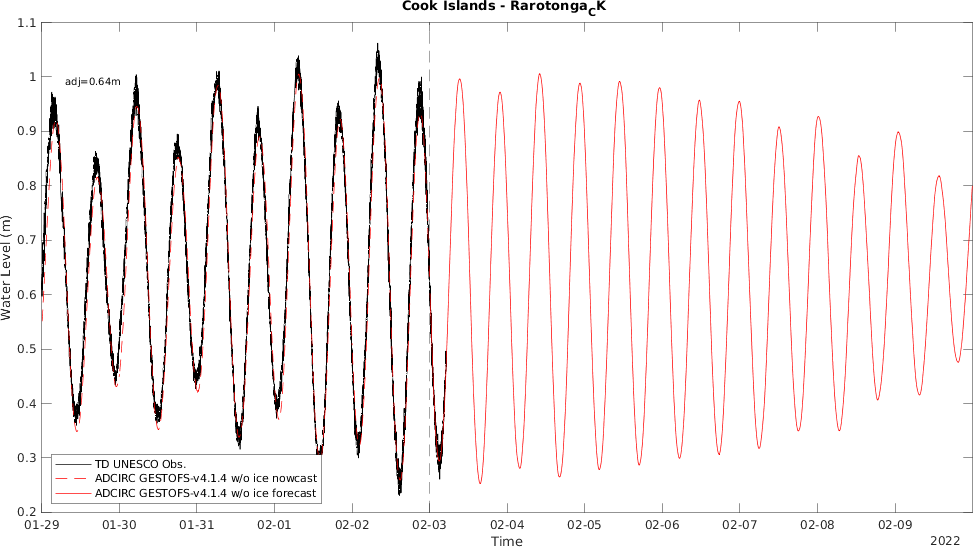 Cook Islands - Rarotonga_CK
1.1
1
0.9
0.8
0.7
0.6
0.5
0.4
0.3
0.2
Water Level (m)
adj=0.64m
TD UNESCO Obs.
ADCIRC GESTOFS-v4.1.4 w/o ice nowcast
ADCIRC GESTOFS-v4.1.4 w/o ice forecast
01-29 01-30 01-31 02-01 02-02 02-03 02-04 02-05 02-06 02-07 02-08 02-09
Time
2022